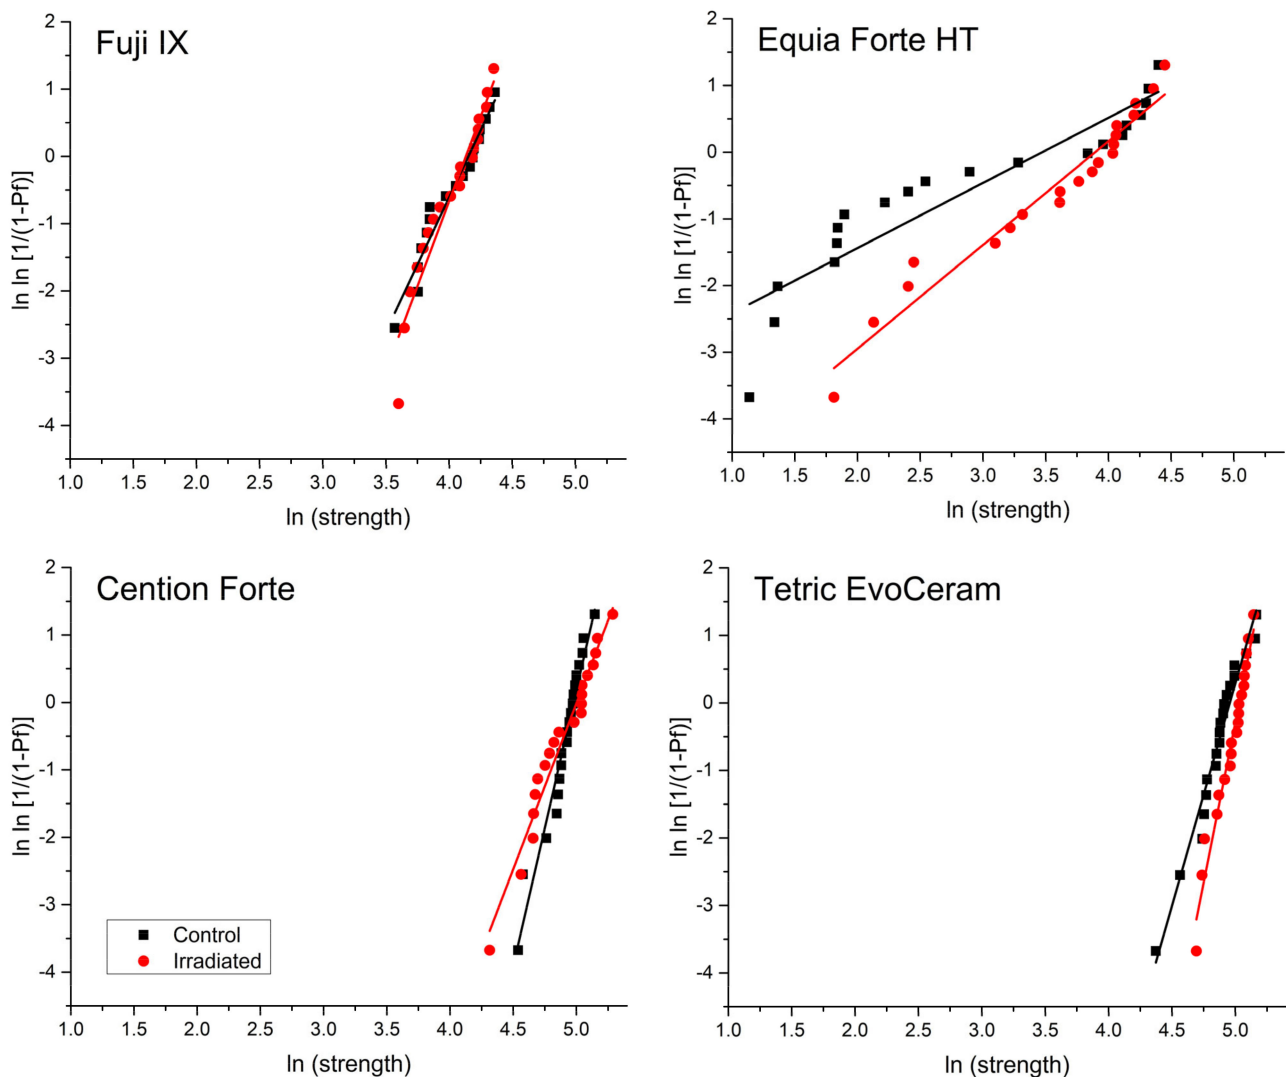 Fuji IX
2
1
0
-1
-2
-3
-4
ln ln [1/(1-Pf)]
1.0 1.5 2.0 2.5 3.0 3.5 4.0 4.5 5.0
ln (strength)
Equia Forte HT
2
1
0
-1
-2
-3
-4
ln ln [1/(1-Pf)]
1.0 1.5 2.0 2.5 3.0 3.5 4.0 4.5 5.0
ln (strength)
Cention Forte
2
1
0
-1
-2
-3
-4
ln ln [1/(1-Pf)]
Control
Irradiated
1.0 1.5 2.0 2.5 3.0 3.5 4.0 4.5 5.0
ln (strength)
Tetric EvoCeram
2
1
0
-1
-2
-3
-4
ln ln [1/(1-Pf)]
1.0 1.5 2.0 2.5 3.0 3.5 4.0 4.5 5.0
ln (strength)